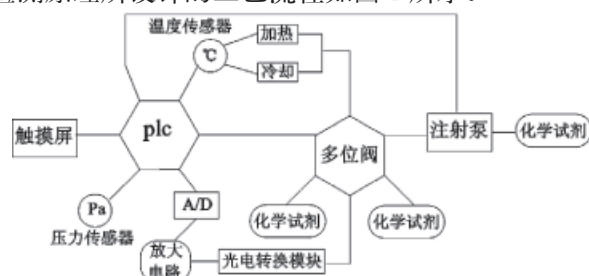 温度传感器
加热
℃
冷却
触摸屏
plc
多位阀
注射泵
化学试剂
Pa
A/D
压力传感器
化学试剂
化学试剂
放大
电路
光电转换模块